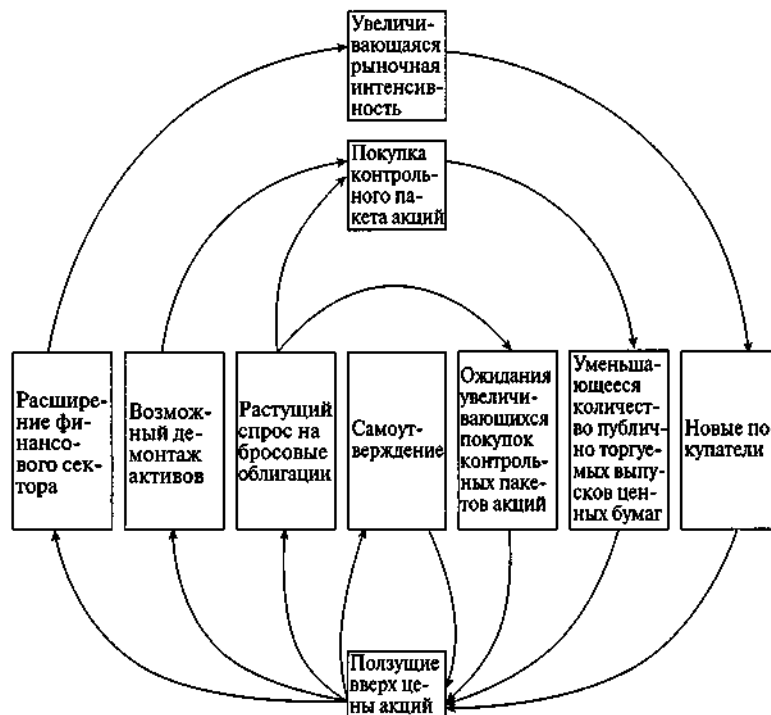 Увеличи-
вающаяся
рыночная
интенсив-
ность
Покупка
контроль-
ного па-
кета акций
Расшире-
ние фи-
нансо-
вого сек-
тора
Возмож-
ный де-
монтаж
активов
Растущий
спрос на
бросовые
облигации
Самоут-
верждение
Ожидания
увеличи-
вающихся
покупок
контроль-
ных паке-
тов акций
Уменьша-
ющееся
количест-
во публич-
но торгуе-
мых выпус-
сков цен-
ных бумаг
Новые по-
купатели
Ползущие
вверх це-
ны акций